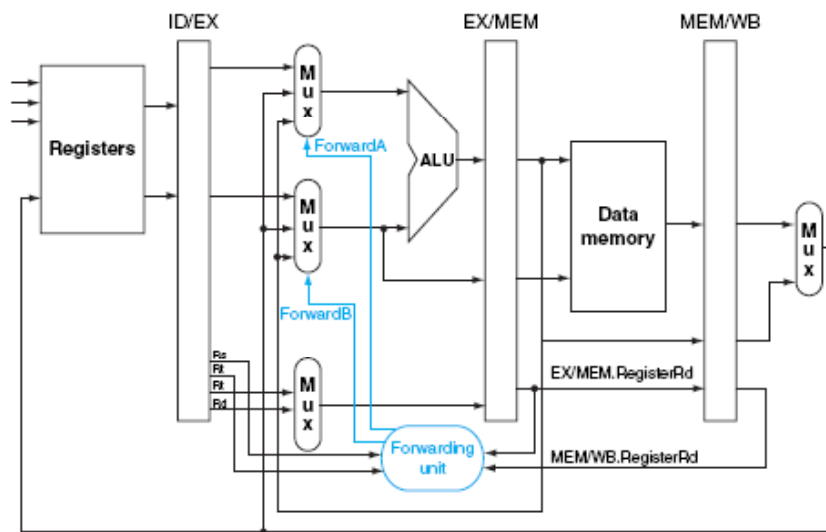 ID/EX
EX/MEM
MEM/WB
Mux
Registers
ForwardA
ALU
Mux
Data
memory
Mux
ForwardB
Rs
Rt
Rt
Rd
Mux
EX/MEM.RegisterRd
Forwarding
unit
MEM/WB.RegisterRd